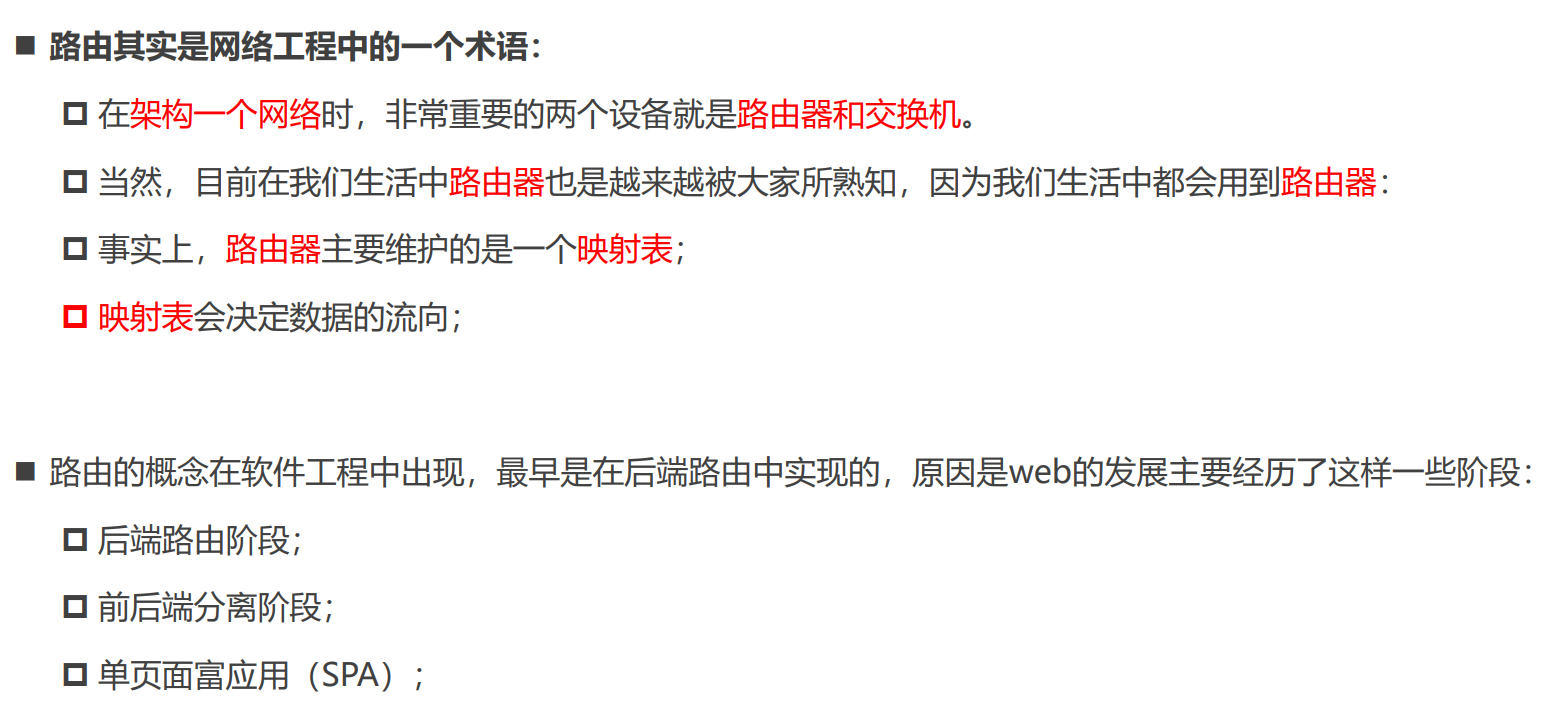 路由其实是网络工程中的一个术语：
在架构一个网络时，非常重要的两个设备就是路由器和交换机。
当然，目前在我们生活中路由器也是越来越被大家所熟知，因为我们生活中都会用到路由器：
事实上，路由器主要维护的是一个映射表；
映射表会决定数据的流向；
路由的概念在软件工程中出现，最早是在后端路由中实现的，原因是web的发展主要经历了这样一些阶段：
后端路由阶段；
前后端分离阶段；
单页面富应用（SPA）；